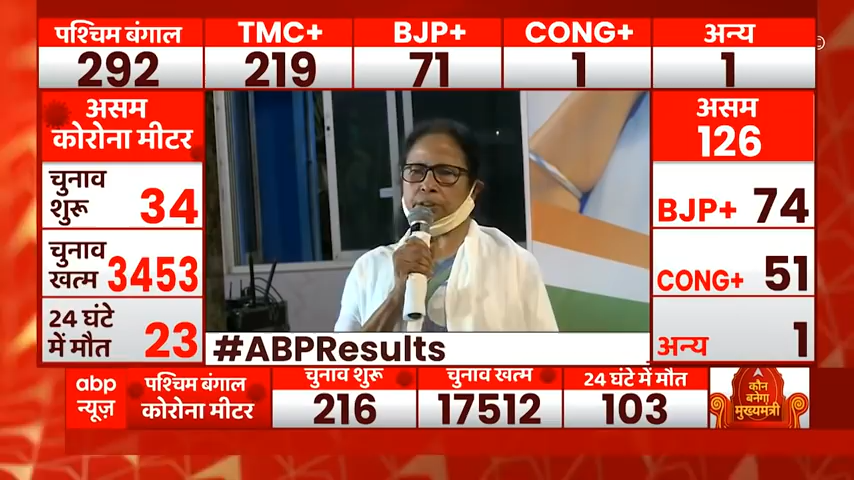 पश्चिम बंगाल TMC+ BJP+ CONG+ अन्य
292 219 71 1 1
असम
कोरोना मीटर
चुनाव
शुरू 34
चुनाव
खत्म 3453
24 घंटे
में मौत 23
असम
126
BJP+ 74
CONG+ 51
अन्य 1
#ABPResults
abp
न्यूज़
पश्चिम बंगाल
कोरोना मीटर
चुनाव शुरू चुनाव खत्म 24 घंटे में मौत
216 17512 103
कौन
बनेगा
मुख्यमंत्री